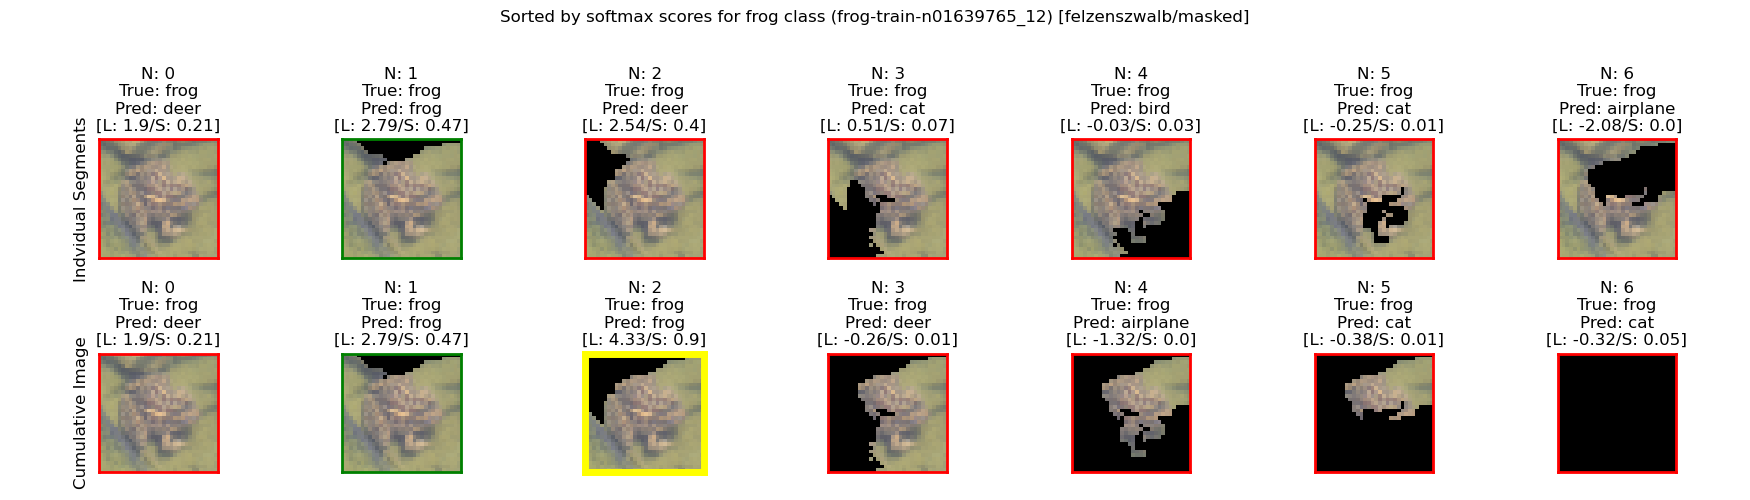 Sorted by softmax scores for frog class (frog-train-n01639765_12) [felzenszwalb/masked]
Indvidual Segments
N: 0
True: frog
Pred: deer
[L: 1.9/S: 0.21]
N: 1
True: frog
Pred: frog
[L: 2.79/S: 0.47]
N: 2
True: frog
Pred: deer
[L: 2.54/S: 0.4]
N: 3
True: frog
Pred: cat
[L: 0.51/S: 0.07]
N: 4
True: frog
Pred: bird
[L: -0.03/S: 0.03]
N: 5
True: frog
Pred: cat
[L: -0.25/S: 0.01]
N: 6
True: frog
Pred: airplane
[L: -2.08/S: 0.0]
Cumulative Image
N: 0
True: frog
Pred: deer
[L: 1.9/S: 0.21]
N: 1
True: frog
Pred: frog
[L: 2.79/S: 0.47]
N: 2
True: frog
Pred: frog
[L: 4.33/S: 0.9]
N: 3
True: frog
Pred: deer
[L: -0.26/S: 0.01]
N: 4
True: frog
Pred: airplane
[L: -1.32/S: 0.0]
N: 5
True: frog
Pred: cat
[L: -0.38/S: 0.01]
N: 6
True: frog
Pred: cat
[L: -0.32/S: 0.05]